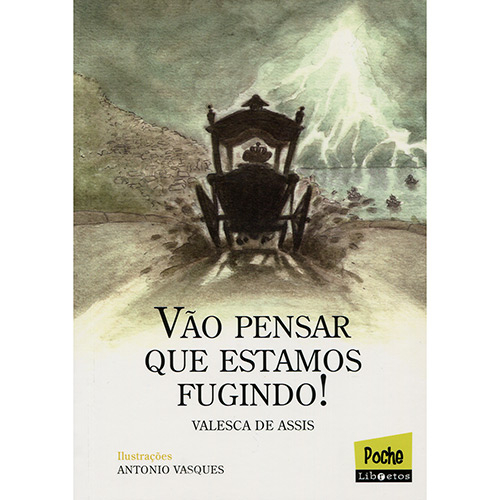 VÃO PENSAR
QUE ESTAMOS
FUGINDO!
VALESCA DE ASSIS
Ilustrações
ANTONIO VASQUES
Poche
Libretos